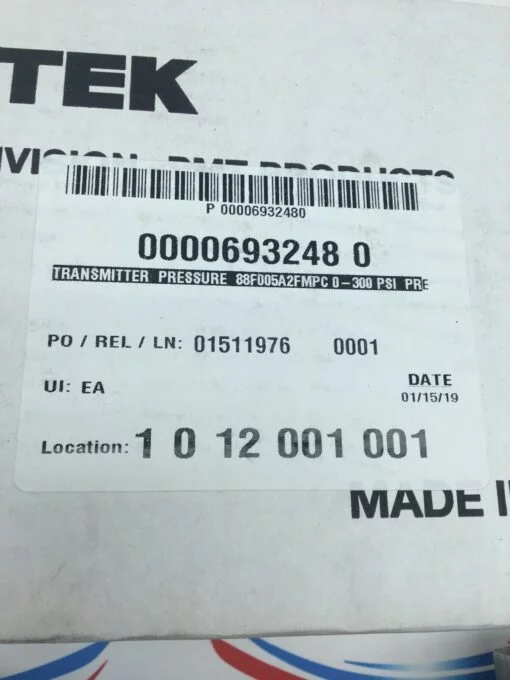 TEK
P 00006932480
0000693248 0
TRANSMITTER PRESSURE 88F005A2FMPC 0-300 PSI PRE
PO / REL / LN: 01511976 0001
UI: EA
DATE
01/15/19
Location: 1 0 12 001 001
MADE I